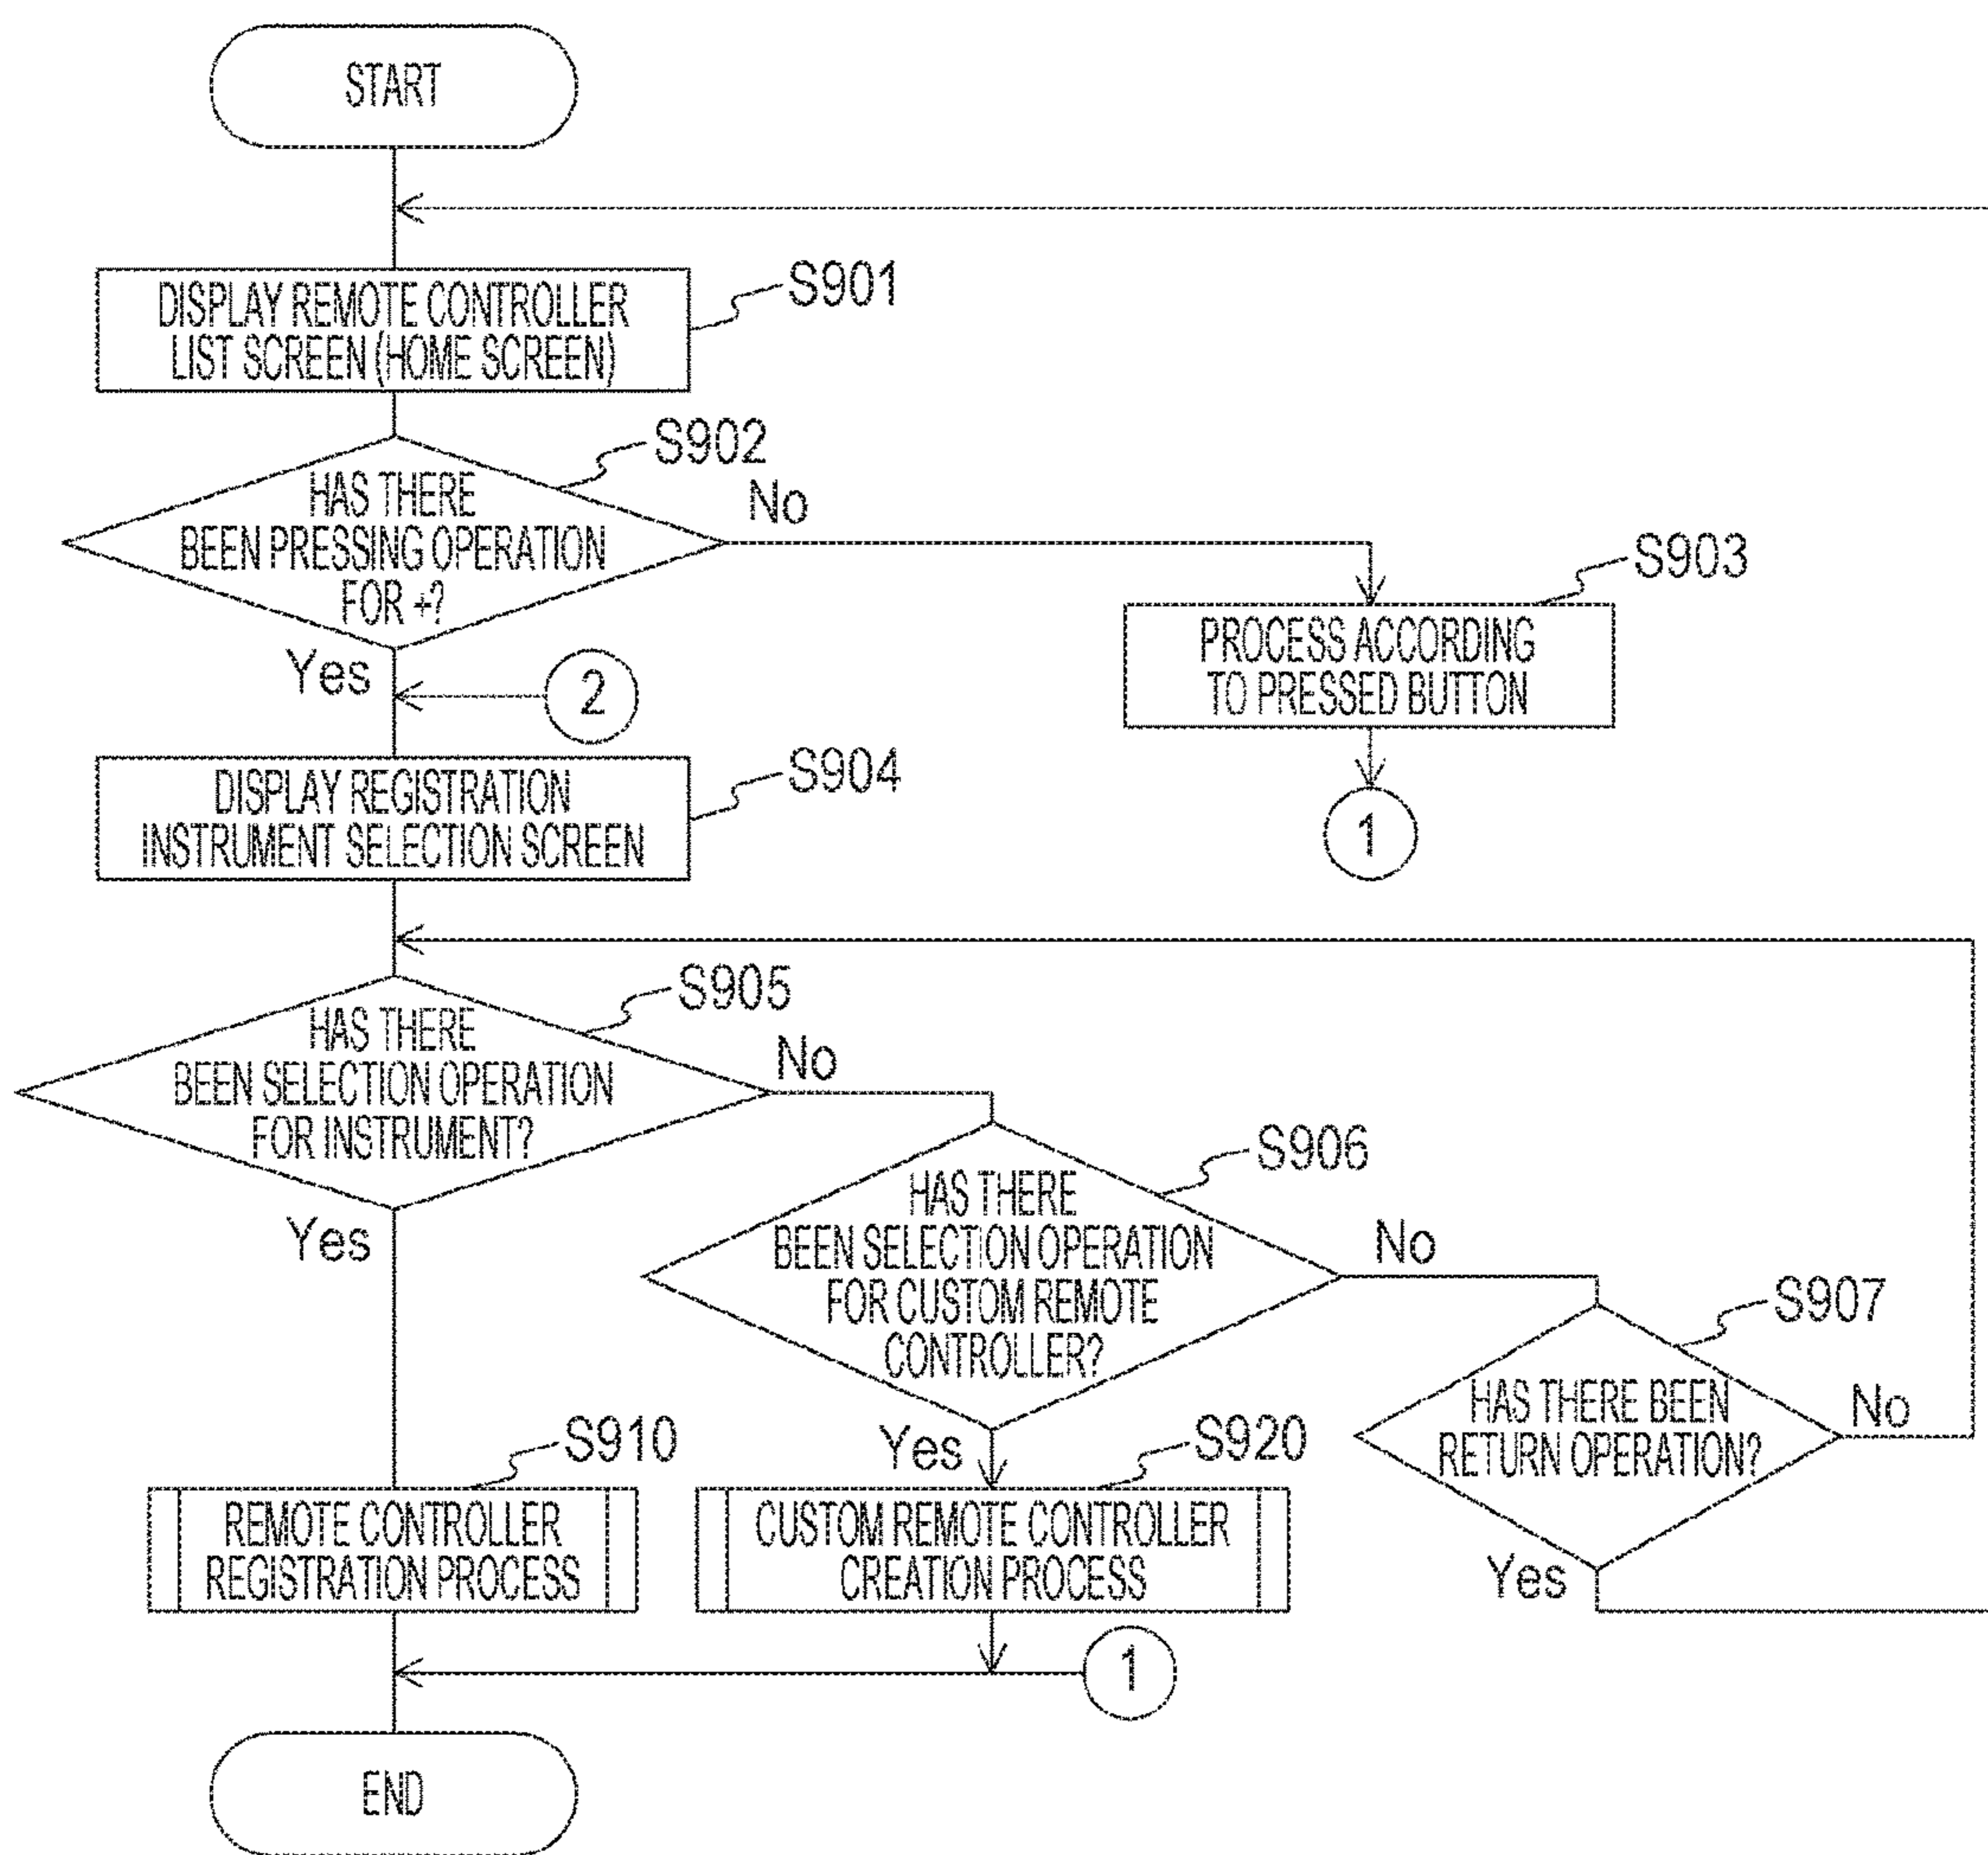 START
DISPLAY REMOTE CONTROLLER
LIST SCREEN (HOME SCREEN)
S901
HAS THERE
BEEN PRESSING OPERATION
FOR +?
S902
No
Yes
PROCESS ACCORDING
TO PRESSED BUTTON
S903
1
2
DISPLAY REGISTRATION
INSTRUMENT SELECTION SCREEN
S904
HAS THERE
BEEN SELECTION OPERATION
FOR INSTRUMENT?
S905
No
Yes
HAS THERE
BEEN SELECTION OPERATION
FOR CUSTOM REMOTE
CONTROLLER?
S906
No
Yes
HAS THERE BEEN
RETURN OPERATION?
S907
No
Yes
REMOTE CONTROLLER
REGISTRATION PROCESS
S910
CUSTOM REMOTE CONTROLLER
CREATION PROCESS
S920
1
END